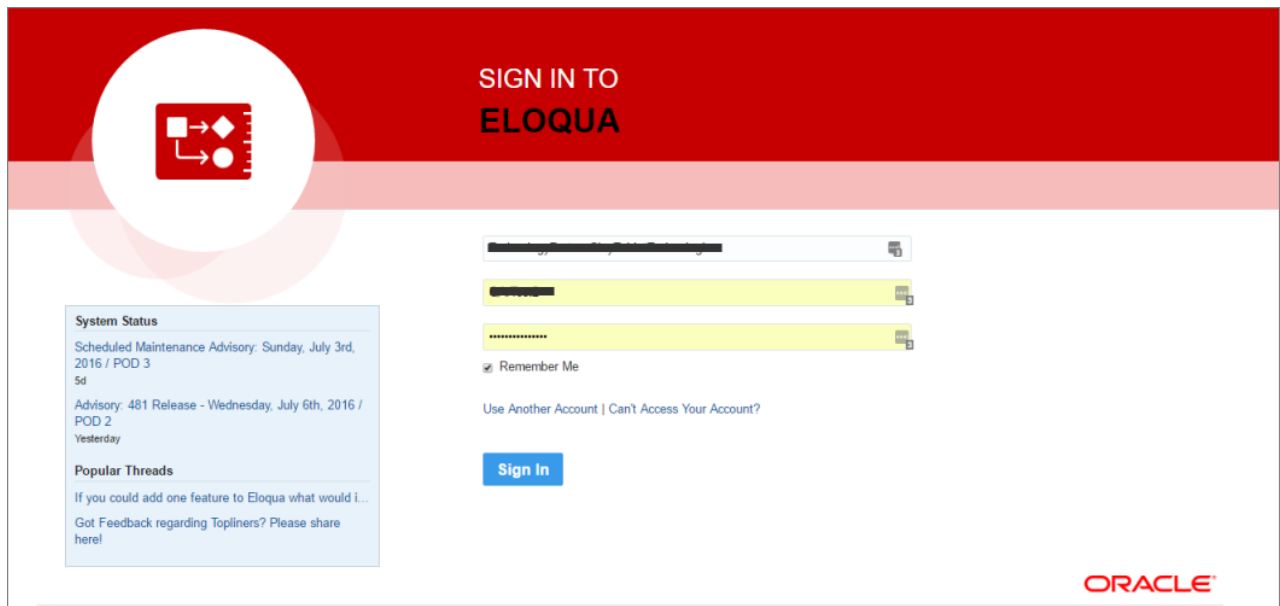 SIGN IN TO
ELOQUA
Remember Me
Use Another Account | Can't Access Your Account?
Sign In
System Status
Scheduled Maintenance Advisory: Sunday, July 3rd,
2016 / POD 3
5d
Advisory: 481 Release - Wednesday, July 6th, 2016 /
POD 2
Yesterday
Popular Threads
If you could add one feature to Eloqua what would i...
Got Feedback regarding Topliners? Please share
here!
ORACLE